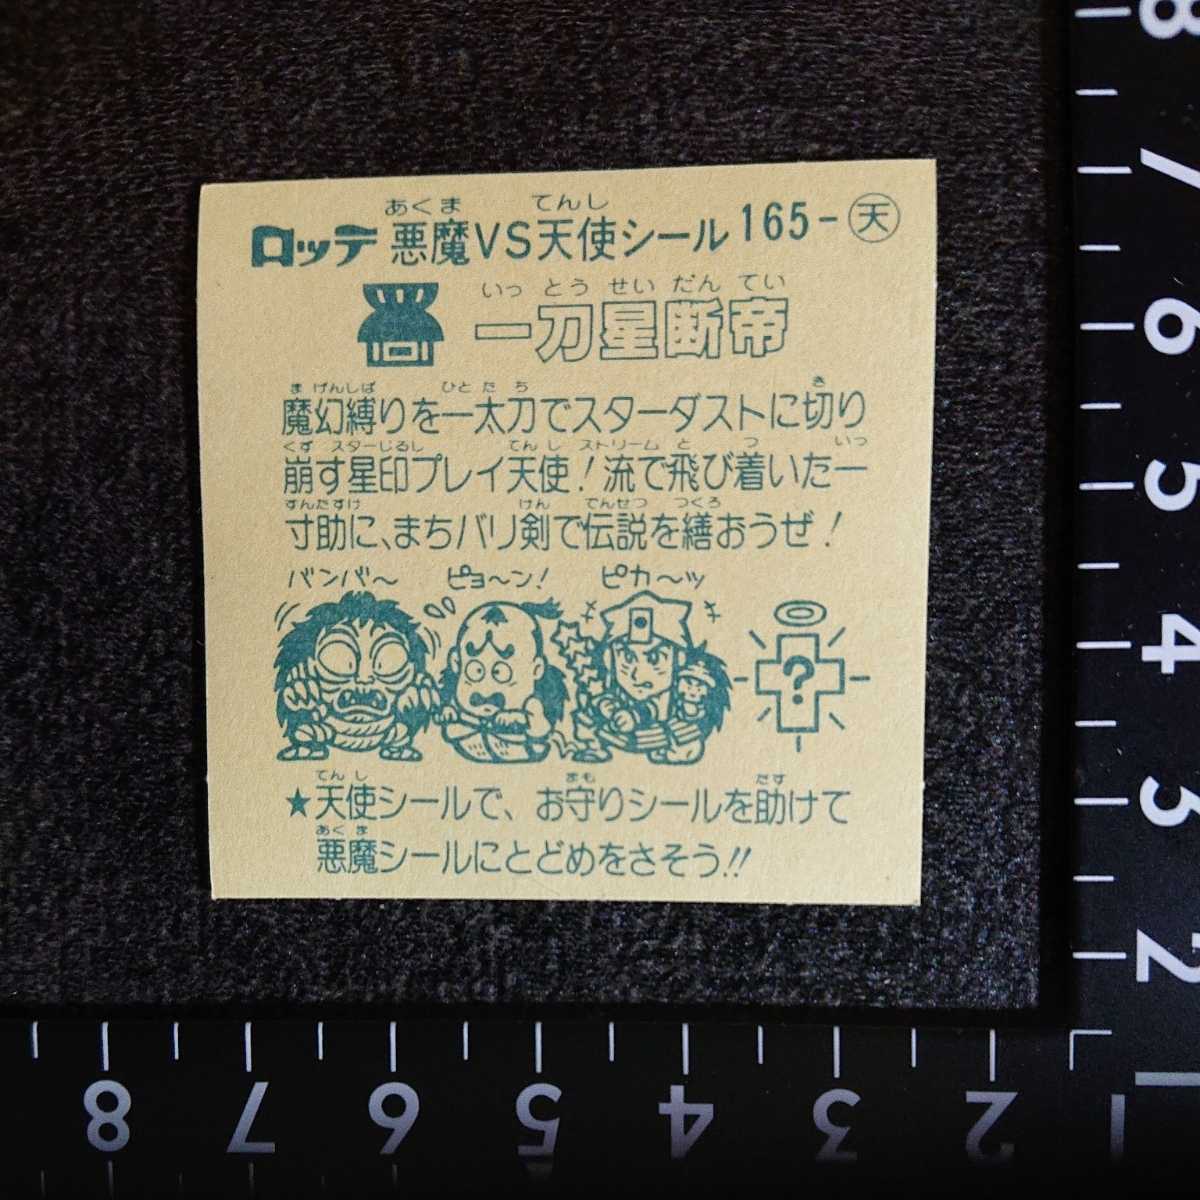 あくま てんし
ロッテ 悪魔VS天使シール 165-天
いっ とう せい だん てい
一刀星断帝
ま げんしば ひと た ち き
魔幻縛りを一太刀でスターダストに切り
くず スターじるし てんし ストリーム と つ いっ
崩す星印プレイ天使!流で飛び着いた一
すんたすけ けん でんせつ つくろ
寸助に、まちバリ剣で伝説を繕おうぜ!
バンバ〜 ピョ〜ン! ピカ〜ッ
?
てんし まも たす
★天使シールで、お守りシールを助けて
あくま
悪魔シールにとどめをさそう!!
8
7
6
5
4
3
2
1
8 7 6 5 4 3 2 1